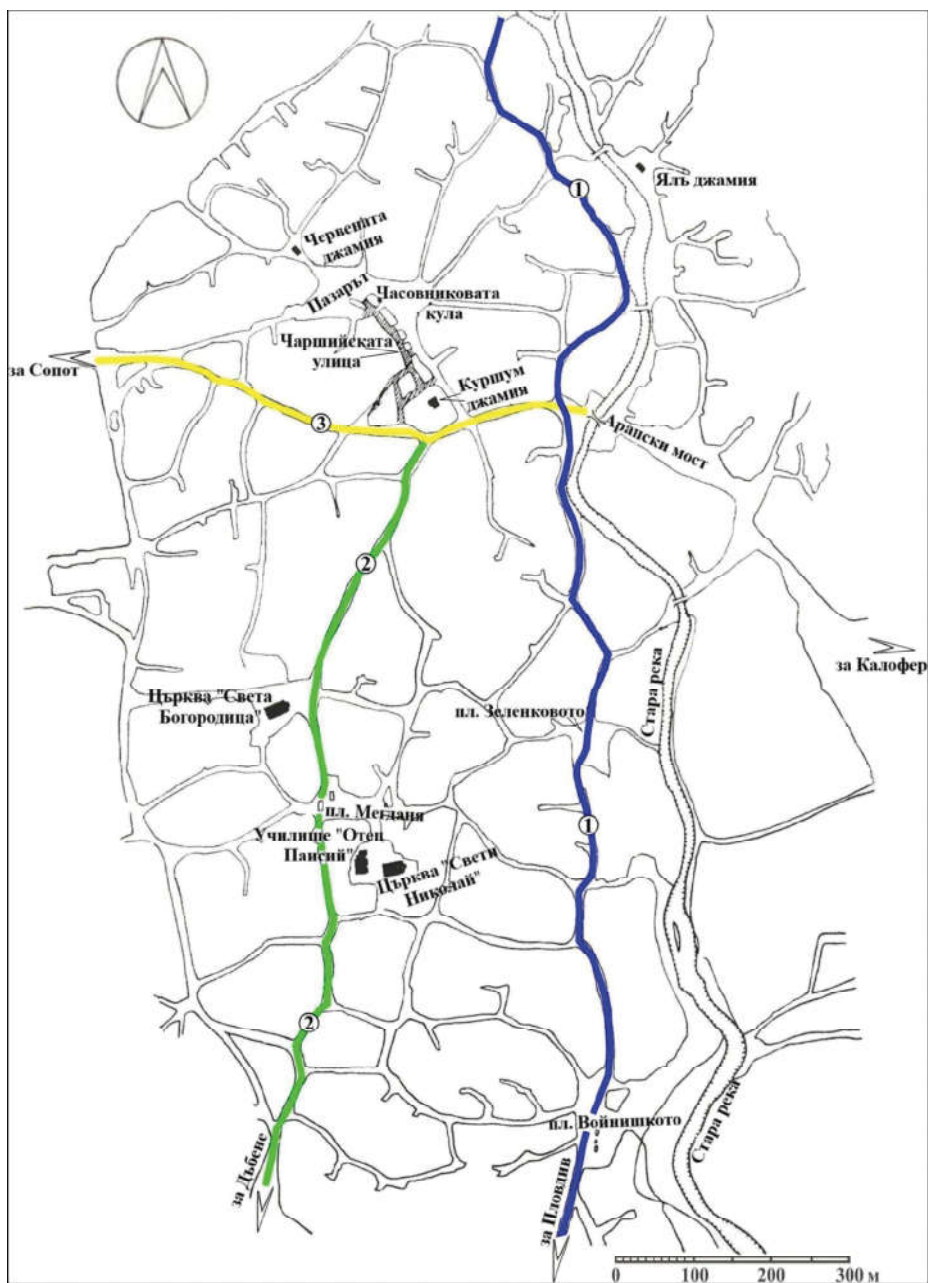 1
Ялъ джамия
Червената
джамия
Пазарът
Часовниковата
кула
Чаршийската
улица
за Сопот
Куршум
джамия
3
Арапски мост
2
за Калофер
Стара река
Църква "Света
Богородица"
пл. Зеленковото
пл. Мегданя
1
Училище "Отец
Паисий"
Църква "Свети
Николай"
2
пл. Войнишкото
Стара река
за Дъбене
за Пловдив
0 100 200 300 м